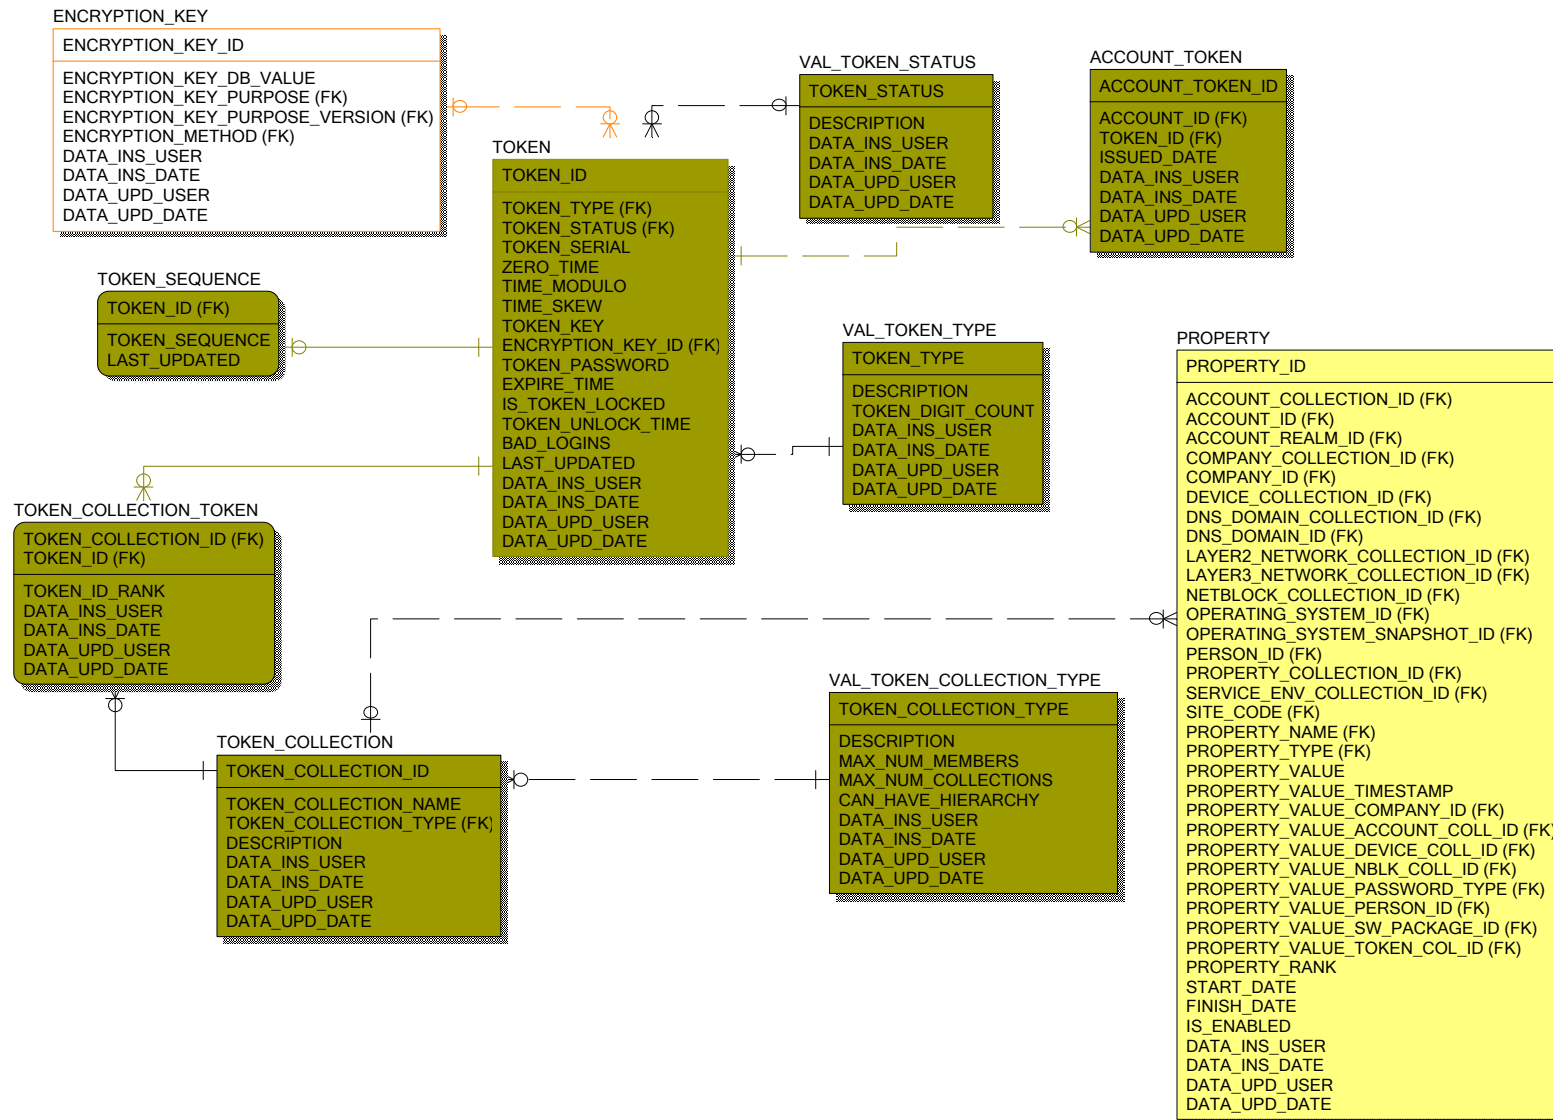 ENCRYPTION_KEY
ENCRYPTION_KEY_ID
ENCRYPTION_KEY_DB_VALUE
ENCRYPTION_KEY_PURPOSE (FK)
ENCRYPTION_KEY_PURPOSE_VERSION (FK)
ENCRYPTION_METHOD (FK)
DATA_INS_USER
DATA_INS_DATE
DATA_UPD_USER
DATA_UPD_DATE
VAL_TOKEN_STATUS
TOKEN_STATUS
DESCRIPTION
DATA_INS_USER
DATA_INS_DATE
DATA_UPD_USER
DATA_UPD_DATE
ACCOUNT_TOKEN
ACCOUNT_TOKEN_ID
ACCOUNT_ID (FK)
TOKEN_ID (FK)
ISSUED_DATE
DATA_INS_USER
DATA_INS_DATE
DATA_UPD_USER
DATA_UPD_DATE
TOKEN
TOKEN_ID
TOKEN_TYPE (FK)
TOKEN_STATUS (FK)
TOKEN_SERIAL
ZERO_TIME
TIME_MODULO
TIME_SKEW
TOKEN_KEY
ENCRYPTION_KEY_ID (FK)
TOKEN_PASSWORD
EXPIRE_TIME
IS_TOKEN_LOCKED
TOKEN_UNLOCK_TIME
BAD_LOGINS
LAST_UPDATED
DATA_INS_USER
DATA_INS_DATE
DATA_UPD_USER
DATA_UPD_DATE
TOKEN_SEQUENCE
TOKEN_ID (FK)
TOKEN_SEQUENCE
LAST_UPDATED
VAL_TOKEN_TYPE
TOKEN_TYPE
DESCRIPTION
TOKEN_DIGIT_COUNT
DATA_INS_USER
DATA_INS_DATE
DATA_UPD_USER
DATA_UPD_DATE
PROPERTY
PROPERTY_ID
ACCOUNT_COLLECTION_ID (FK)
ACCOUNT_ID (FK)
ACCOUNT_REALM_ID (FK)
COMPANY_COLLECTION_ID (FK)
COMPANY_ID (FK)
DEVICE_COLLECTION_ID (FK)
DNS_DOMAIN_COLLECTION_ID (FK)
DNS_DOMAIN_ID (FK)
LAYER2_NETWORK_COLLECTION_ID (FK)
LAYER3_NETWORK_COLLECTION_ID (FK)
NETBLOCK_COLLECTION_ID (FK)
OPERATING_SYSTEM_ID (FK)
OPERATING_SYSTEM_SNAPSHOT_ID (FK)
PERSON_ID (FK)
PROPERTY_COLLECTION_ID (FK)
SERVICE_ENV_COLLECTION_ID (FK)
SITE_CODE (FK)
PROPERTY_NAME (FK)
PROPERTY_TYPE (FK)
PROPERTY_VALUE
PROPERTY_VALUE_TIMESTAMP
PROPERTY_VALUE_COMPANY_ID (FK)
PROPERTY_VALUE_ACCOUNT_COLL_ID (FK)
PROPERTY_VALUE_DEVICE_COLL_ID (FK)
PROPERTY_VALUE_NBLK_COLL_ID (FK)
PROPERTY_VALUE_PASSWORD_TYPE (FK)
PROPERTY_VALUE_PERSON_ID (FK)
PROPERTY_VALUE_SW_PACKAGE_ID (FK)
PROPERTY_VALUE_TOKEN_COL_ID (FK)
PROPERTY_RANK
START_DATE
FINISH_DATE
IS_ENABLED
DATA_INS_USER
DATA_INS_DATE
DATA_UPD_USER
DATA_UPD_DATE
TOKEN_COLLECTION_TOKEN
TOKEN_COLLECTION_ID (FK)
TOKEN_ID (FK)
TOKEN_ID_RANK
DATA_INS_USER
DATA_INS_DATE
DATA_UPD_USER
DATA_UPD_DATE
TOKEN_COLLECTION
TOKEN_COLLECTION_ID
TOKEN_COLLECTION_NAME
TOKEN_COLLECTION_TYPE (FK)
DESCRIPTION
DATA_INS_USER
DATA_INS_DATE
DATA_UPD_USER
DATA_UPD_DATE
VAL_TOKEN_COLLECTION_TYPE
TOKEN_COLLECTION_TYPE
DESCRIPTION
MAX_NUM_MEMBERS
MAX_NUM_COLLECTIONS
CAN_HAVE_HIERARCHY
DATA_INS_USER
DATA_INS_DATE
DATA_UPD_USER
DATA_UPD_DATE